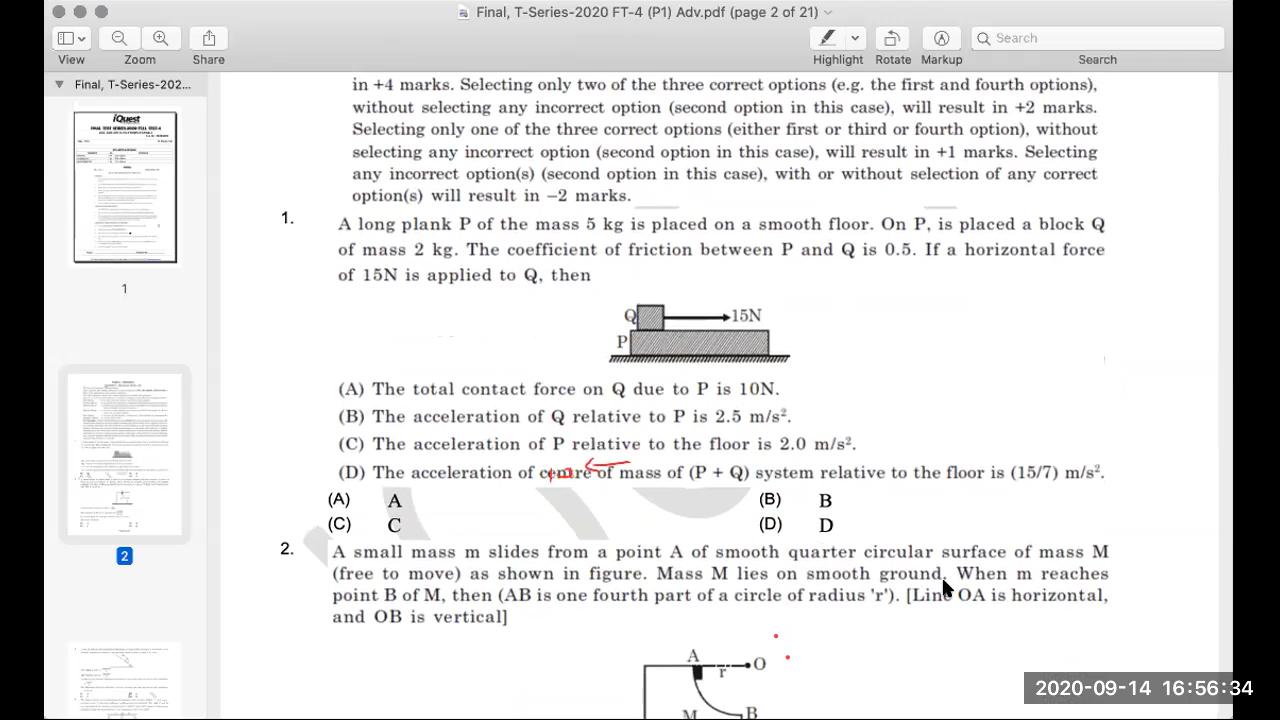 Final, T-Series-2020 FT-4 (P1) Adv.pdf (page 2 of 21)
View
Zoom
Share
Highlight
Rotate
Markup
Search
Search
Final, T-Series-202...
iQuest
FINAL TEST SERIES-2020 FULL TEST-4
1
2
in +4 marks. Selecting only two of the three correct options (e.g. the first and fourth options),
without selecting any incorrect option (second option in this case), will result in +2 marks.
Selecting only one of the three correct options (either first or third or fourth option), without
selecting any incorrect option (second option in this case), will result in +1 marks. Selecting
any incorrect option(s) (second option in this case), with or without selection of any correct
option(s) will result in −2 marks.
1.
A long plank P of the mass 5 kg is placed on a smooth floor. On P, is placed a block Q
of mass 2 kg. The coefficient of friction between P and Q is 0.5. If a horizontal force
of 15N is applied to Q, then
Q
15N
P
(A) The total contact force on Q due to P is 10N.
(B) The acceleration of Q relative to P is 2.5 m/s².
(C) The acceleration of P relative to the floor is 2.0 m/s².
(D) The acceleration of centre of mass of (P + Q) system relative to the floor is (15/7) m/s².
(A) A (B) B
(C) C (D) D
2.
A small mass m slides from a point A of smooth quarter circular surface of mass M
(free to move) as shown in figure. Mass M lies on smooth ground. When m reaches
point B of M, then (AB is one fourth part of a circle of radius 'r'). [Line OA is horizontal,
and OB is vertical]
A
r
O
M
B
2020-09-14 16:56:34